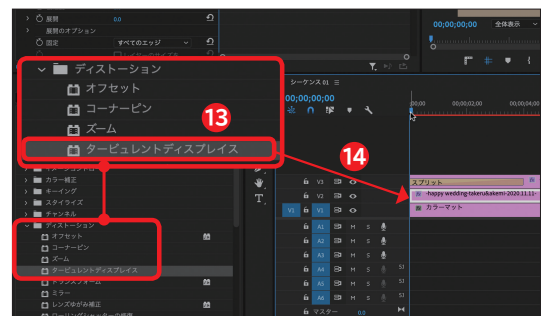 展開 0.0
展開のオプション
固定 すべてのエッジ
ディストーション
オフセット
コーナーピン
ズーム
タービュレントディスプレイス
13
カラー補正
キーイング
スタイライズ
チャンネル
ディストーション
オフセット
コーナーピン
ズーム
タービュレントディスプレイス
トランスフォーム
ミラー
レンズゆがみ補正
00;00;00;00 全体表示
シーケンス 01
00;00;00;00
;00;00 00;00;02;00 00;00;04;00
14
V3 スプリット
V2 -happy wedding-takeru&akemi-2020.11.11-
V1 V1 カラーマット
A1 M S
A2 M S
A3 M S
A4 M S 5.1
A5 M S 5.1
A6 M S 5.1
マスター 0.0